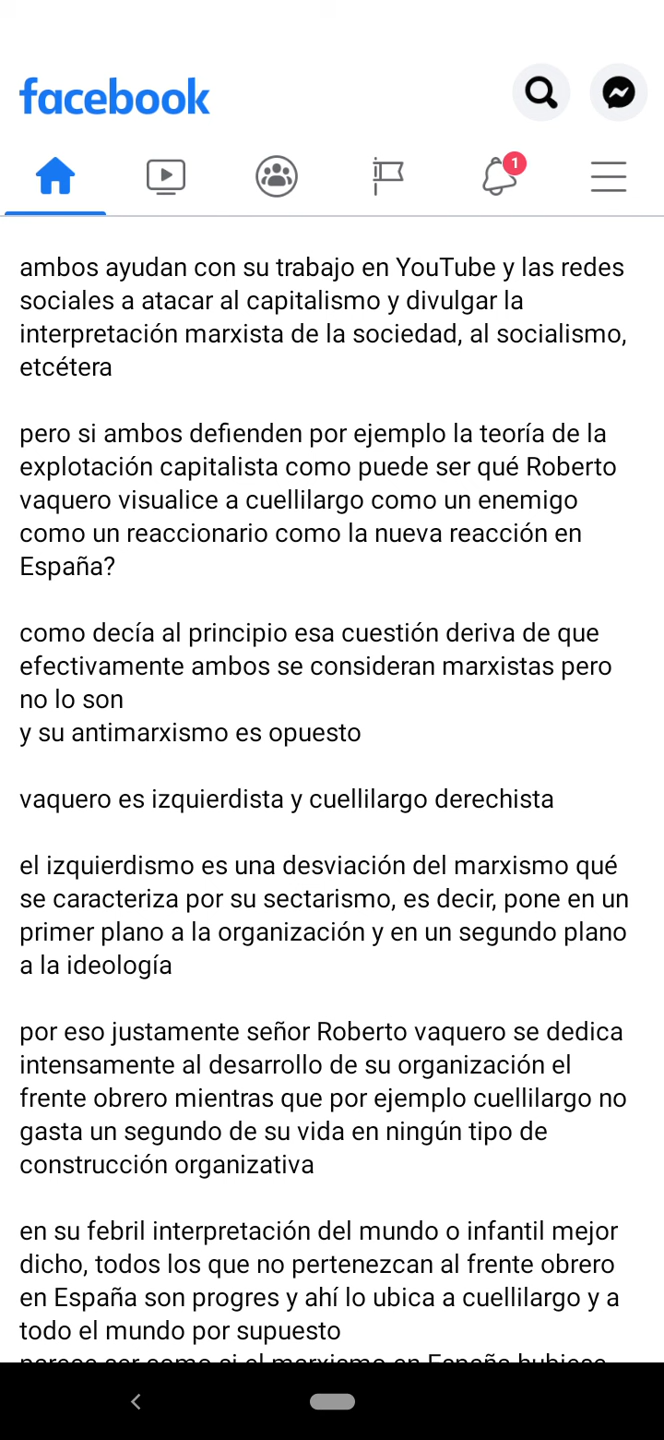 facebook
1
ambos ayudan con su trabajo en YouTube y las redes
sociales a atacar al capitalismo y divulgar la
interpretación marxista de la sociedad, al socialismo,
etcétera
pero si ambos defienden por ejemplo la teoría de la
explotación capitalista como puede ser qué Roberto
vaquero visualice a cuellilargo como un enemigo
como un reaccionario como la nueva reacción en
España?
como decía al principio esa cuestión deriva de que
efectivamente ambos se consideran marxistas pero
no lo son
y su antimarxismo es opuesto
vaquero es izquierdista y cuellilargo derechista
el izquierdismo es una desviación del marxismo qué
se caracteriza por su sectarismo, es decir, pone en un
primer plano a la organización y en un segundo plano
a la ideología
por eso justamente señor Roberto vaquero se dedica
intensamente al desarrollo de su organización el
frente obrero mientras que por ejemplo cuellilargo no
gasta un segundo de su vida en ningún tipo de
construcción organizativa
en su febril interpretación del mundo o infantil mejor
dicho, todos los que no pertenezcan al frente obrero
en España son progres y ahí lo ubica a cuellilargo y a
todo el mundo por supuesto
parece ser como si el marxismo en España hubiese